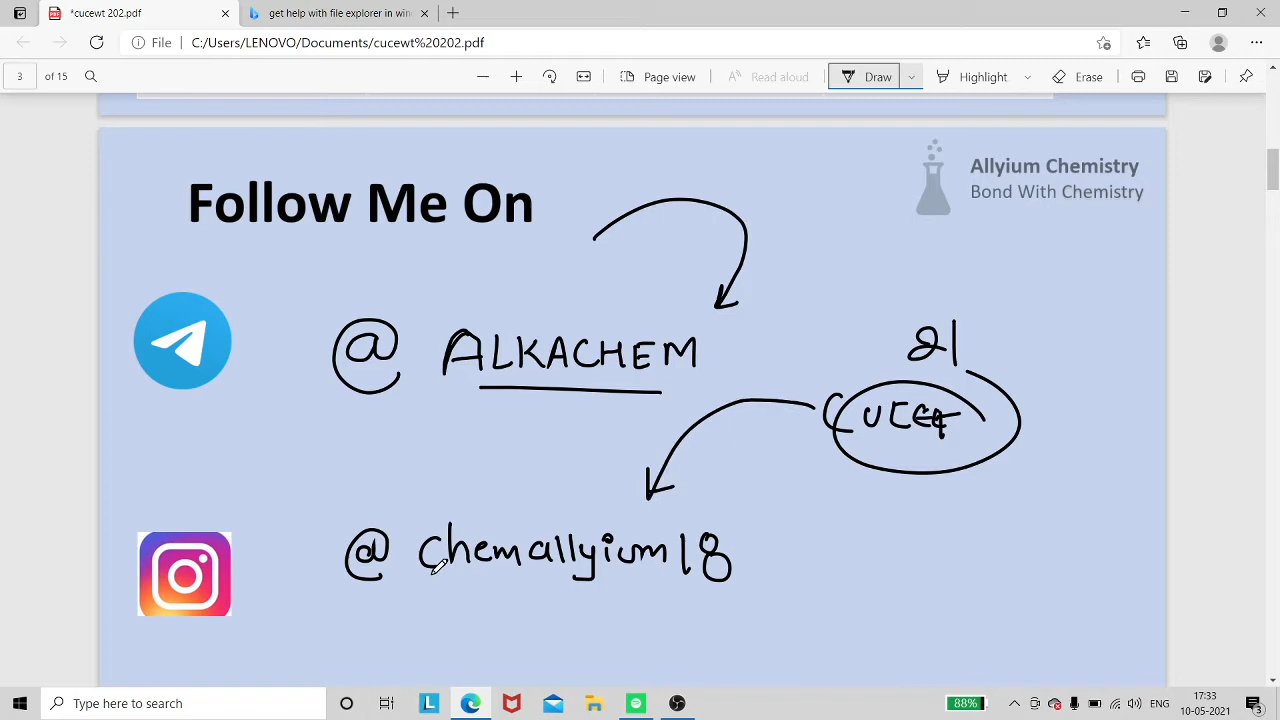 *cucewt 202.pdf
get help with file explorer in win
File
C:/Users/LENOVO/Documents/cucewt%20202.pdf
3 of 15
Page view
Read aloud
Draw
Highlight
Erase
Allyium Chemistry
Bond With Chemistry
Follow Me On
@ ALKACHEM
21
@ chemallyium18
Type here to search
88%
17:33
10-05-2021
3